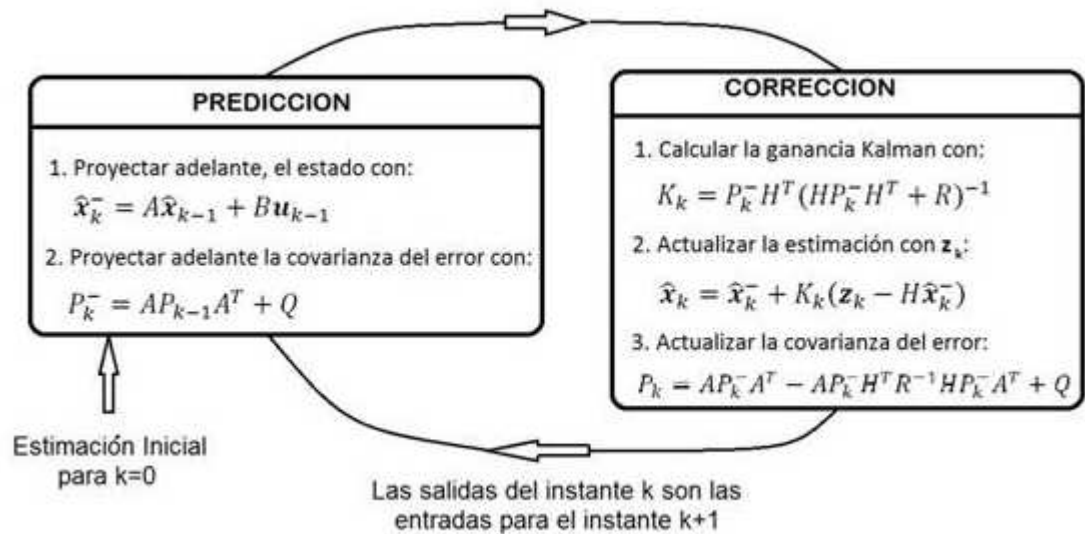 PREDICCION
1. Proyectar adelante, el estado con:
x̂ₖ⁻ = Ax̂ₖ₋₁ + Buₖ₋₁
2. Proyectar adelante la covarianza del error con:
Pₖ⁻ = APₖ₋₁Aᵀ + Q
CORRECCION
1. Calcular la ganancia Kalman con:
Kₖ = Pₖ⁻Hᵀ(HPₖ⁻Hᵀ + R)⁻¹
2. Actualizar la estimación con zₖ:
x̂ₖ = x̂ₖ⁻ + Kₖ(zₖ − Hx̂ₖ⁻)
3. Actualizar la covarianza del error:
Pₖ = APₖ⁻Aᵀ − APₖ⁻HᵀR⁻¹HPₖ⁻Aᵀ + Q
Estimación Inicial
para k=0
Las salidas del instante k son las
entradas para el instante k+1